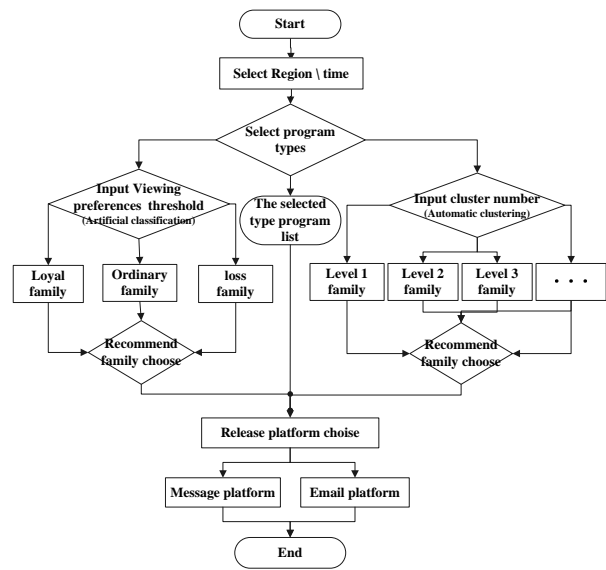 Start
Select Region \ time
Select program
types
Input Viewing
preferences threshold
(Artificial classification)
The selected
type program
list
Input cluster number
(Automatic clustering)
Loyal
family
Ordinary
family
loss
family
Level 1
family
Level 2
family
Level 3
family
. . .
Recommend
family choose
Recommend
family choose
Release platform choise
Message platform
Email platform
End